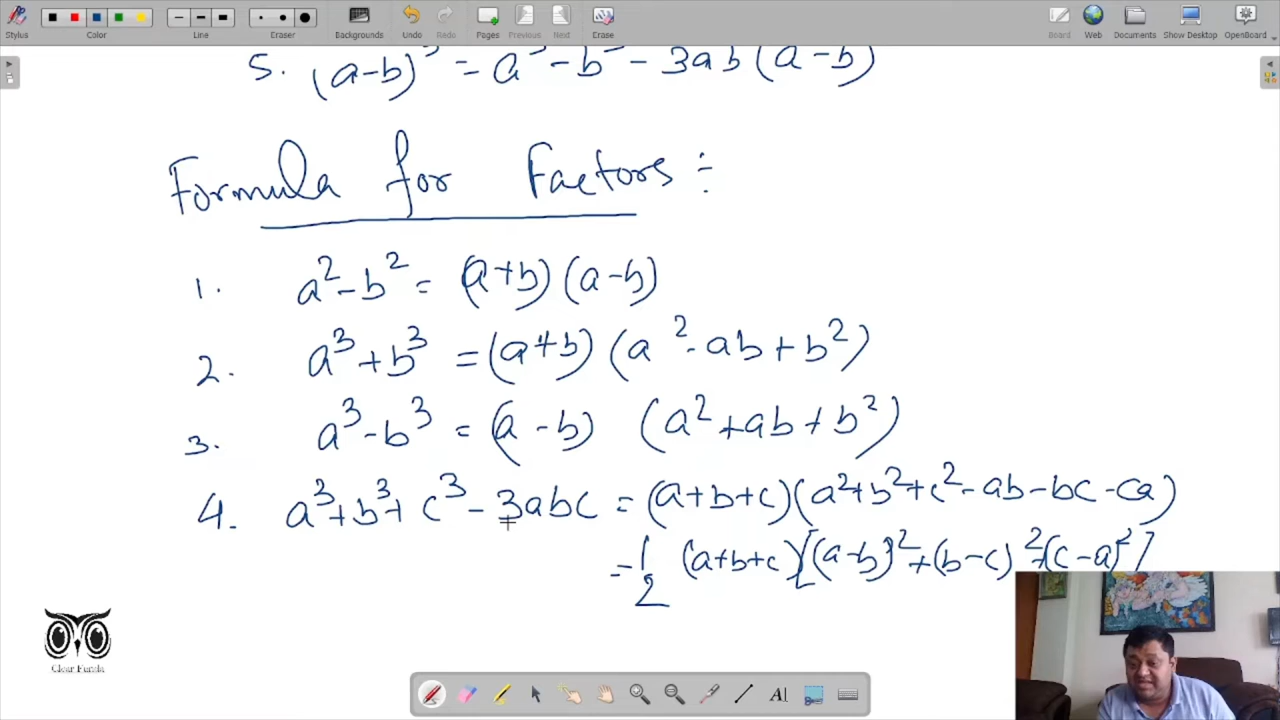 Stylus Color Line Eraser Backgrounds Undo Redo Pages Previous Next Erase Board Web Documents Show Desktop OpenBoard
5. (a-b)³ = a³ - b³ - 3ab(a-b)
Formula for Factors :
1. a²-b² = (a+b)(a-b)
2. a³+b³ = (a+b)(a²-ab+b²)
3. a³-b³ = (a-b) (a²+ab+b²)
4. a³+b³+c³-3abc = (a+b+c)(a²+b²+c²-ab-bc-ca)
= 1/2 (a+b+c)[(a-b)²+(b-c)²+(c-a)²]
Clear Funda
AI